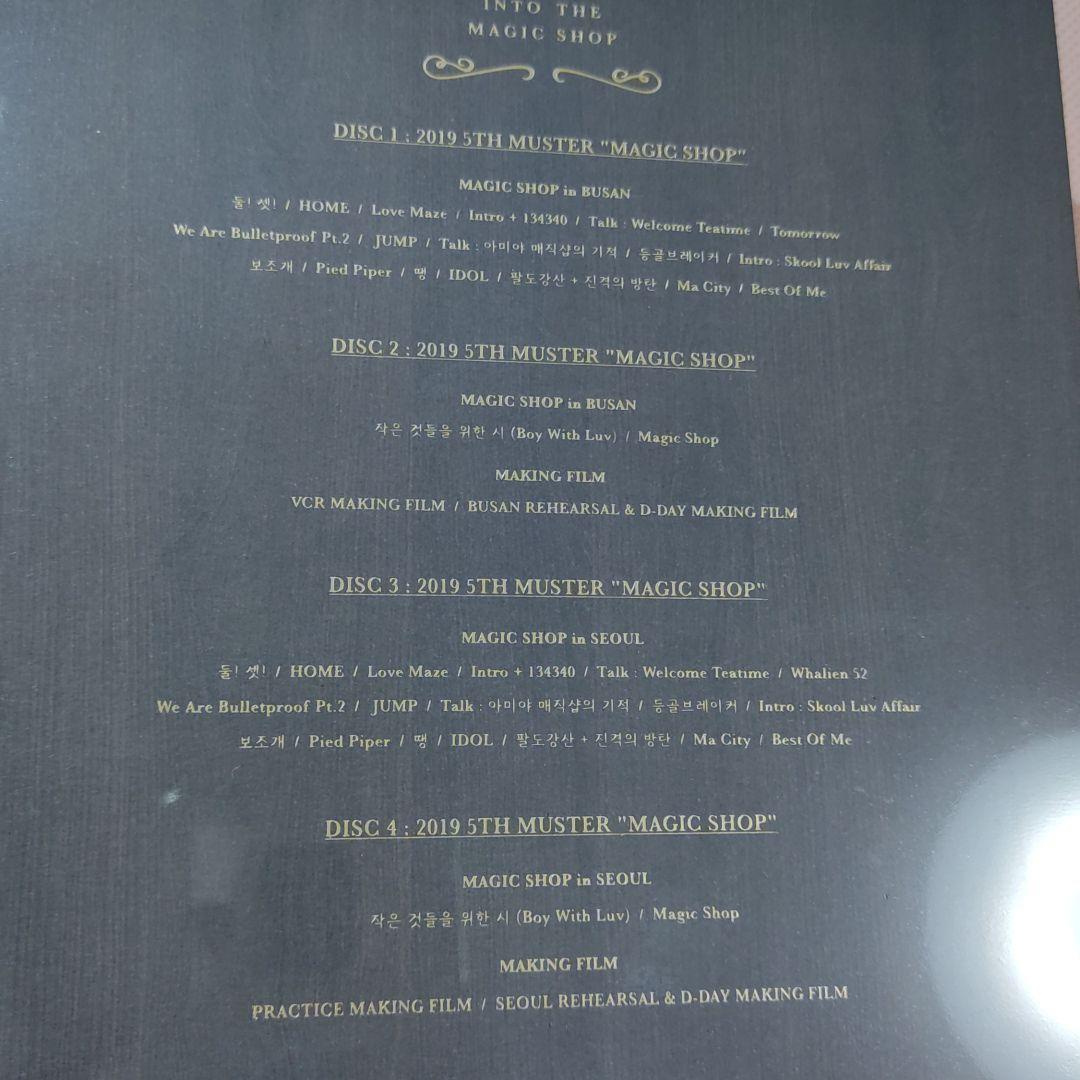 INTO THE
MAGIC SHOP
DISC 1 : 2019 5TH MUSTER "MAGIC SHOP"
MAGIC SHOP in BUSAN
둘! 셋! / HOME / Love Maze / Intro + 134340 / Talk : Welcome Teatime / Tomorrow
We Are Bulletproof Pt.2 / JUMP / Talk : 아미야 매직샵의 기적 / 등골브레이커 / Intro : Skool Luv Affair
보조개 / Pied Piper / 땡 / IDOL / 팔도강산 + 진격의 방탄 / Ma City / Best Of Me
DISC 2 : 2019 5TH MUSTER "MAGIC SHOP"
MAGIC SHOP in BUSAN
작은 것들을 위한 시 (Boy With Luv) / Magic Shop
MAKING FILM
VCR MAKING FILM / BUSAN REHEARSAL & D-DAY MAKING FILM
DISC 3 : 2019 5TH MUSTER "MAGIC SHOP"
MAGIC SHOP in SEOUL
둘! 셋! / HOME / Love Maze / Intro + 134340 / Talk : Welcome Teatime / Whalien 52
We Are Bulletproof Pt.2 / JUMP / Talk : 아미야 매직샵의 기적 / 등골브레이커 / Intro : Skool Luv Affair
보조개 / Pied Piper / 땡 / IDOL / 팔도강산 + 진격의 방탄 / Ma City / Best Of Me
DISC 4 : 2019 5TH MUSTER "MAGIC SHOP"
MAGIC SHOP in SEOUL
작은 것들을 위한 시 (Boy With Luv) / Magic Shop
MAKING FILM
PRACTICE MAKING FILM / SEOUL REHEARSAL & D-DAY MAKING FILM